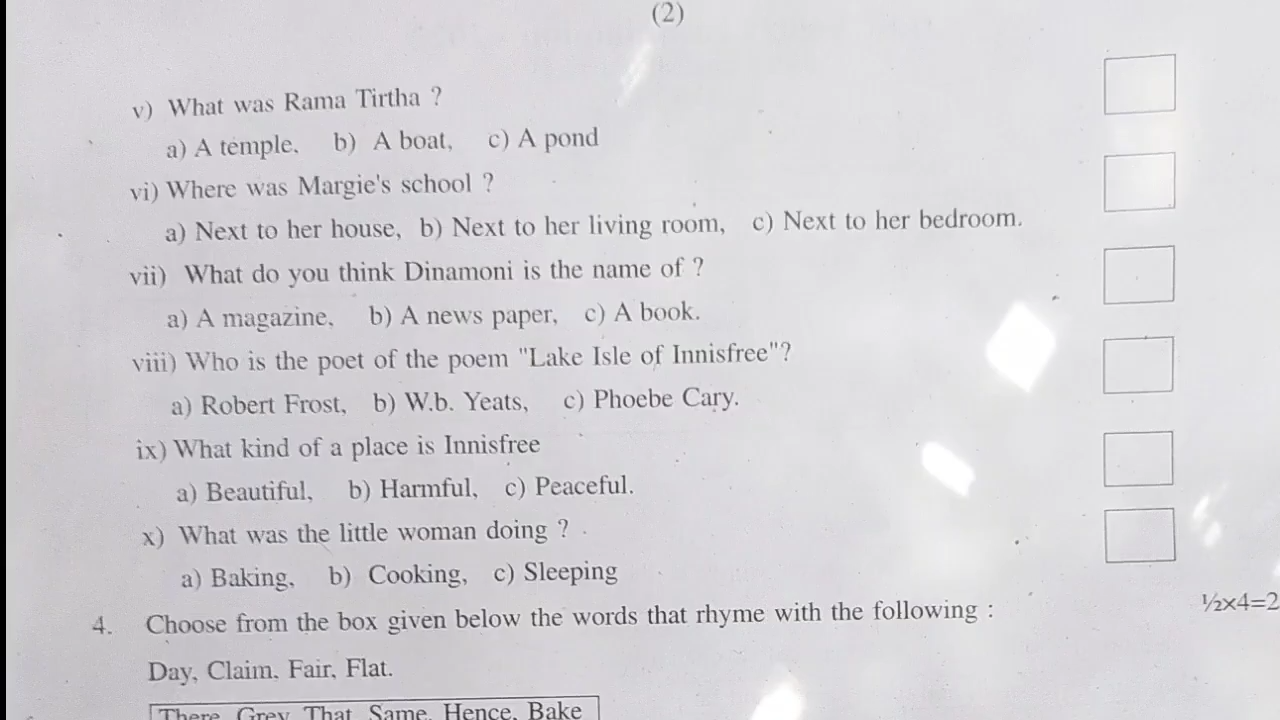 (2)
v) What was Rama Tirtha ?
a) A temple, b) A boat, c) A pond
vi) Where was Margie's school ?
a) Next to her house, b) Next to her living room, c) Next to her bedroom.
vii) What do you think Dinamoni is the name of ?
a) A magazine, b) A news paper, c) A book.
viii) Who is the poet of the poem "Lake Isle of Innisfree"?
a) Robert Frost, b) W.b. Yeats, c) Phoebe Cary.
ix) What kind of a place is Innisfree
a) Beautiful, b) Harmful, c) Peaceful.
x) What was the little woman doing ?
a) Baking, b) Cooking, c) Sleeping
4. Choose from the box given below the words that rhyme with the following : ½x4=2
Day, Claim, Fair, Flat.
There, Grey, That, Same, Hence, Bake